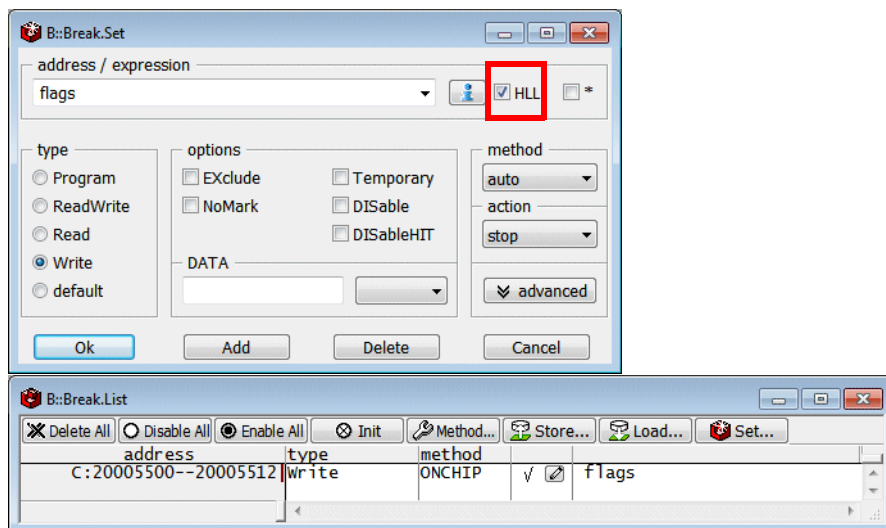 B::Break.Set
address / expression
flags
HLL
*
type
options
method
Program
EXclude
Temporary
auto
ReadWrite
NoMark
DISable
action
Read
DISableHIT
stop
Write
DATA
default
advanced
Ok
Add
Delete
Cancel
B::Break.List
Delete All
Disable All
Enable All
Init
Method...
Store...
Load...
Set...
address
type
method
C:20005500--20005512
Write
ONCHIP
√
flags